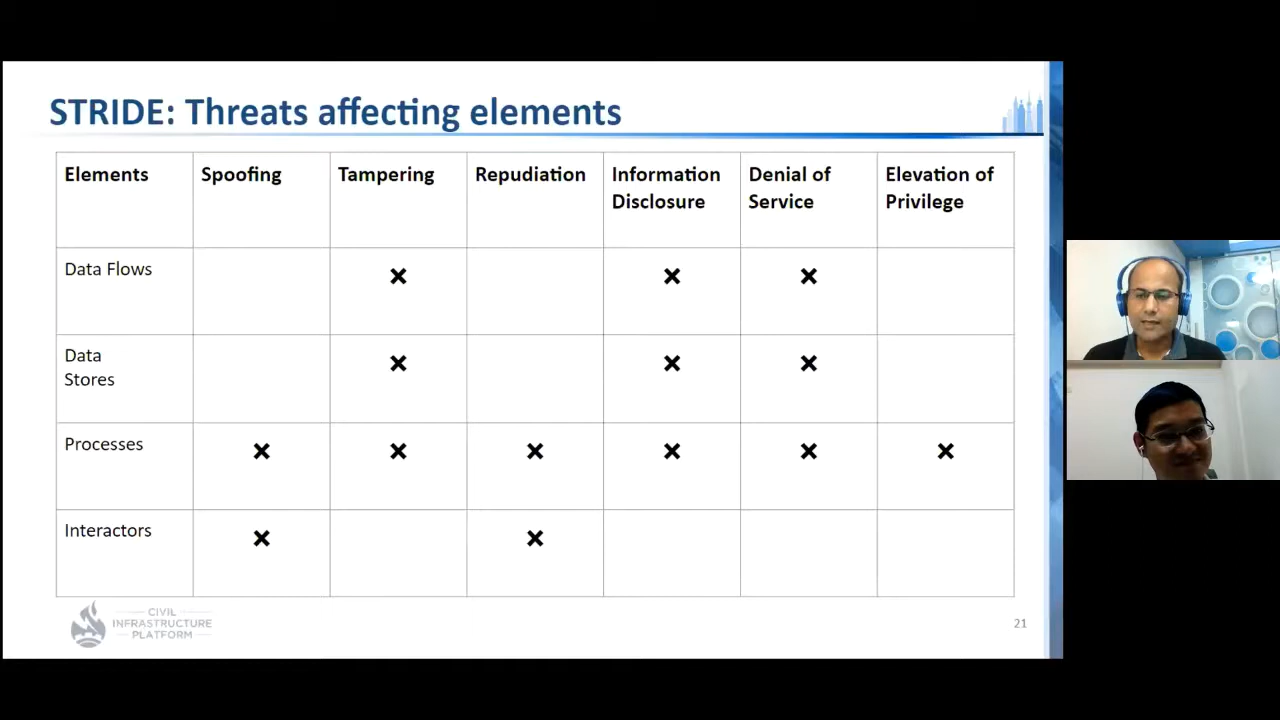 STRIDE: Threats affecting elements
Elements
Spoofing
Tampering
Repudiation
Information
Disclosure
Denial of
Service
Elevation of
Privilege
Data Flows
×
×
×
Data
Stores
×
×
×
Processes
×
×
×
×
×
×
Interactors
×
×
CIVIL
INFRASTRUCTURE
PLATFORM
21